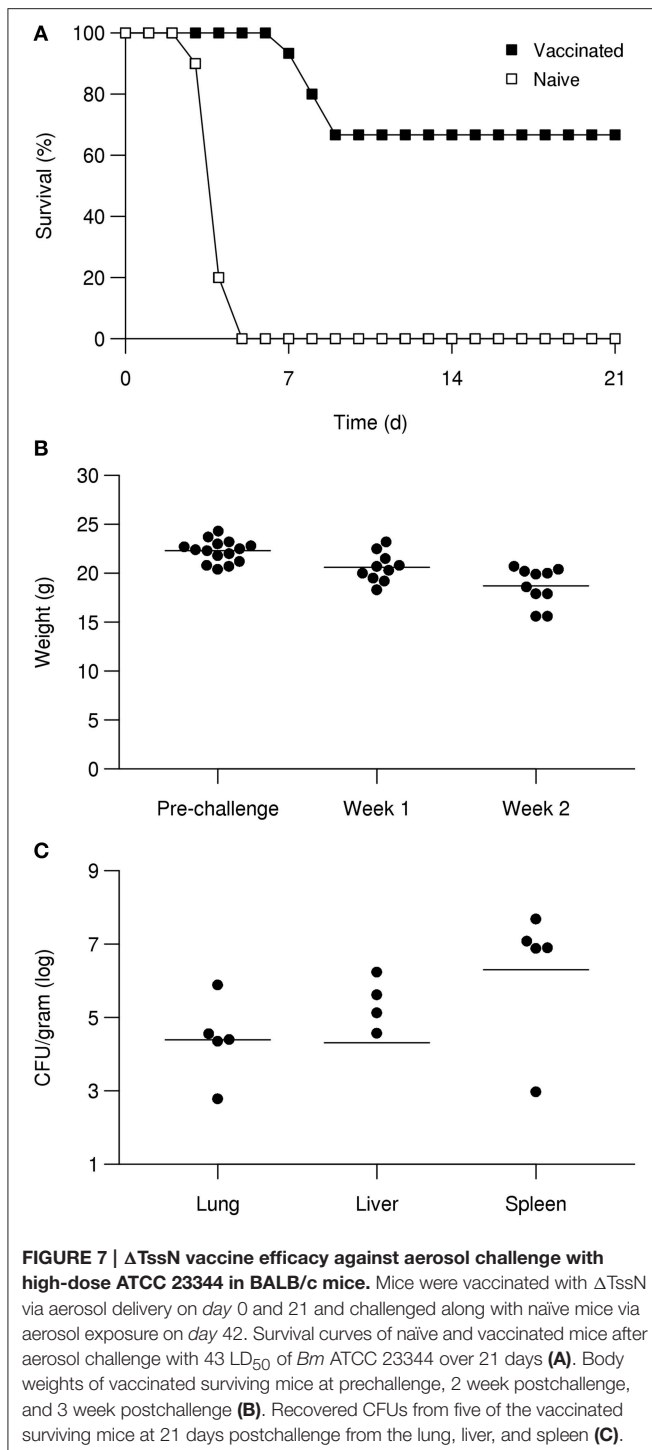 A
100
80
60
40
20
0
Survival (%)
Vaccinated
Naive
0 7 14 21
Time (d)
B
30
25
20
15
10
5
0
Weight (g)
Pre-challenge Week 1 Week 2
C
9
7
5
3
1
CFU/gram (log)
Lung Liver Spleen
FIGURE 7 | ΔTssN vaccine efficacy against aerosol challenge with
high-dose ATCC 23344 in BALB/c mice. Mice were vaccinated with ΔTssN
via aerosol delivery on day 0 and 21 and challenged along with naïve mice via
aerosol exposure on day 42. Survival curves of naïve and vaccinated mice after
aerosol challenge with 43 LD50 of Bm ATCC 23344 over 21 days (A). Body
weights of vaccinated surviving mice at prechallenge, 2 week postchallenge,
and 3 week postchallenge (B). Recovered CFUs from five of the vaccinated
surviving mice at 21 days postchallenge from the lung, liver, and spleen (C).